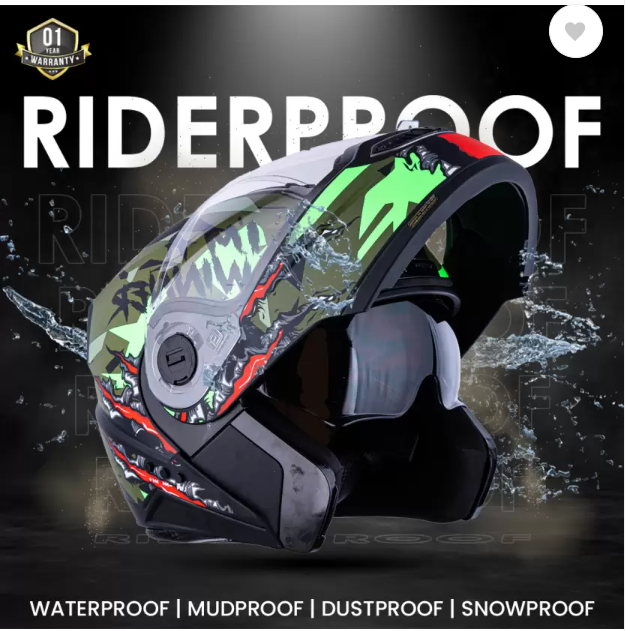 01
YEAR
WARRANTY
RIDERPROOF
WATERPROOF | MUDPROOF | DUSTPROOF | SNOWPROOF